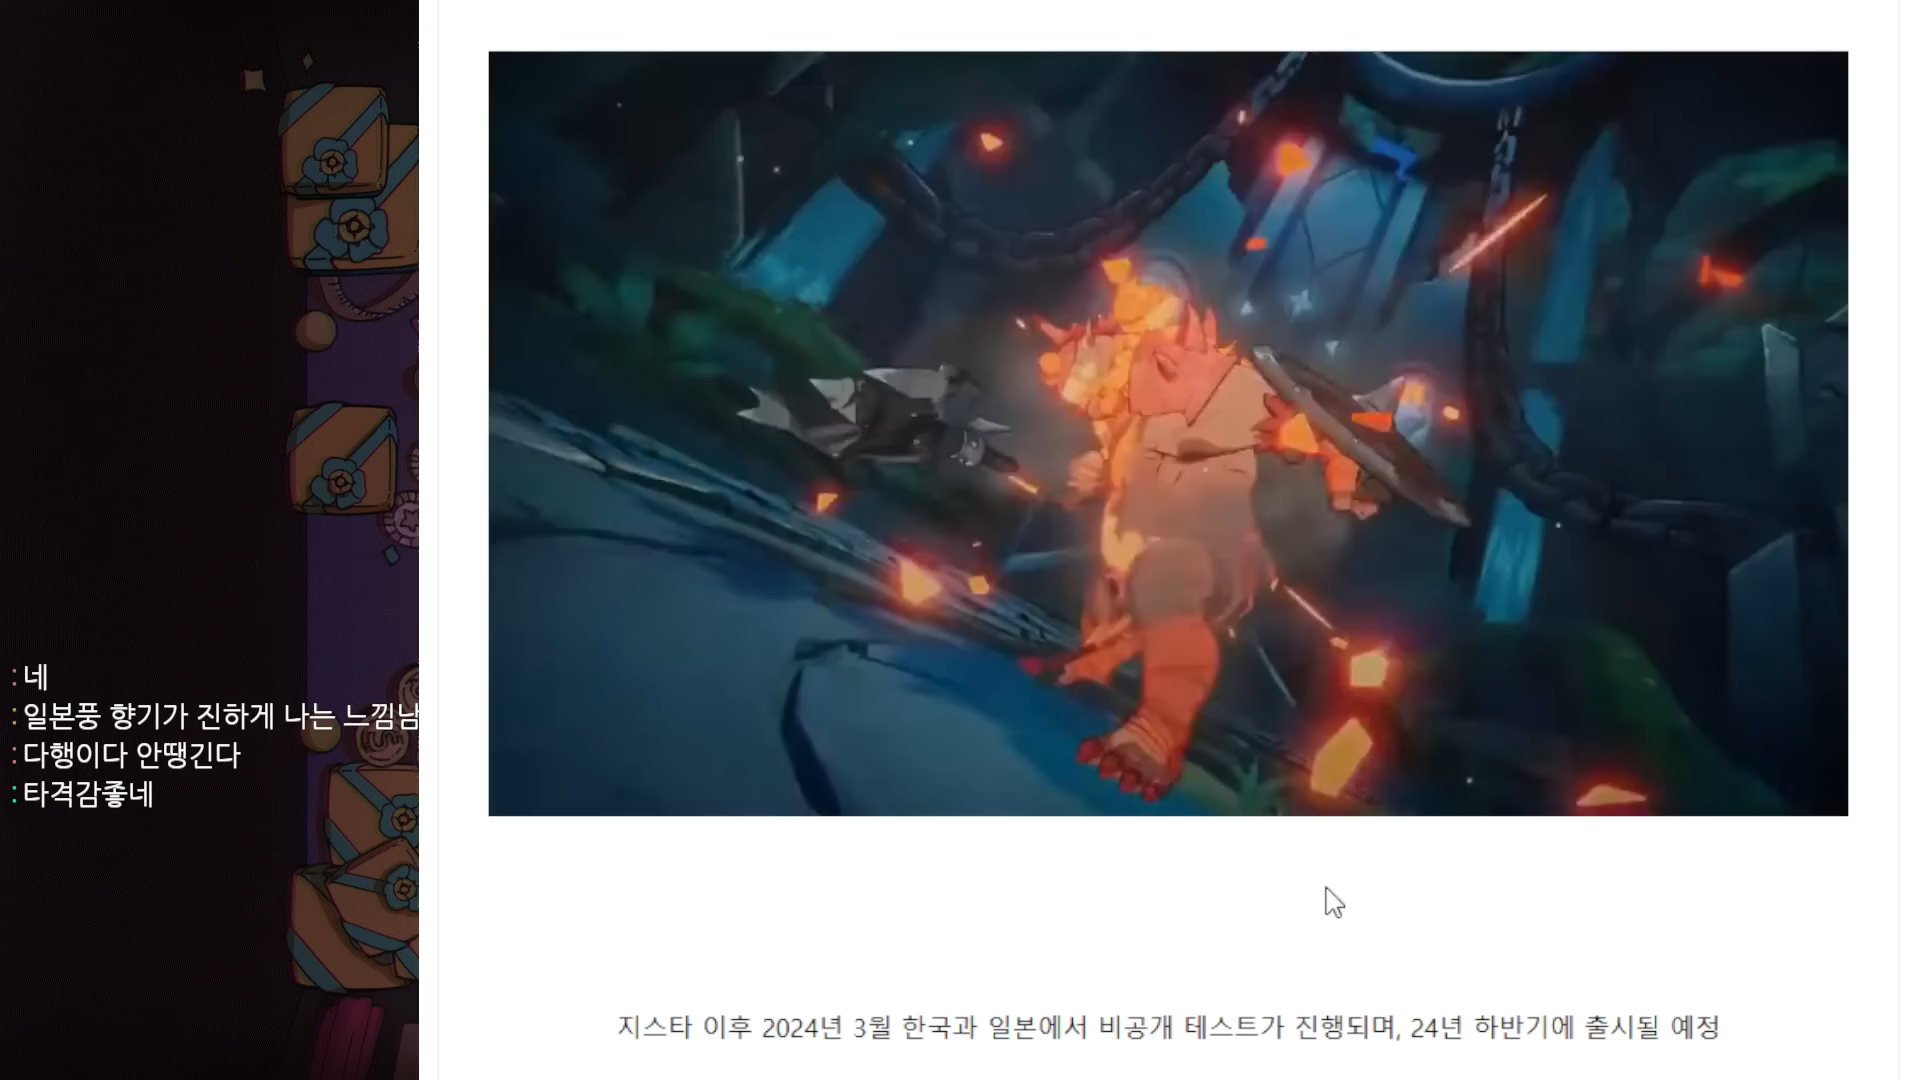 : 네
: 일본풍 향기가 진하게 나는 느낌남
: 다행이다 안땡긴다
: 타격감좋네
지스타 이후 2024년 3월 한국과 일본에서 비공개 테스트가 진행되며, 24년 하반기에 출시될 예정